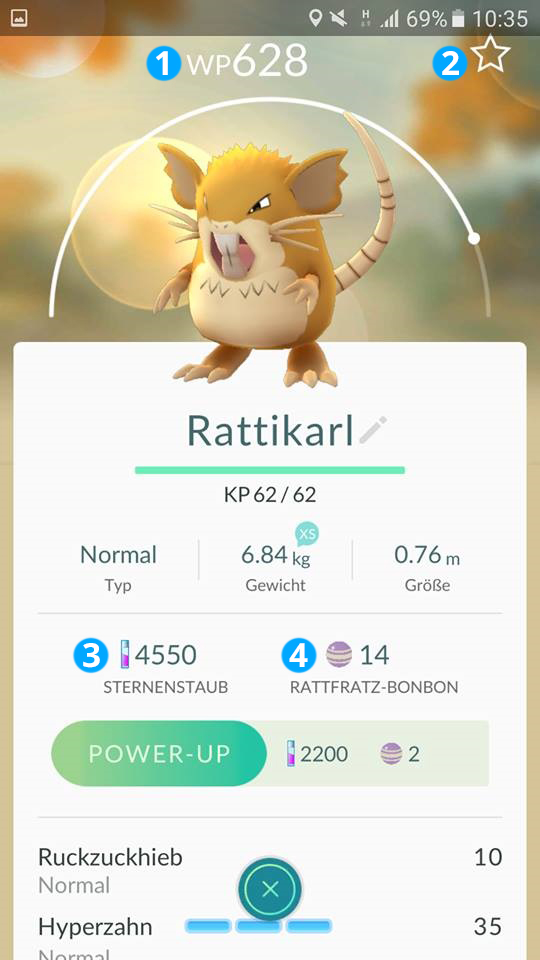 H 69% 10:35
1 WP628 2
Rattikarl
KP 62 / 62
XS
Normal 6.84 kg 0.76 m
Typ Gewicht Größe
3 4550 4 14
STERNENSTAUB RATTFRATZ-BONBON
POWER-UP 2200 2
Ruckzuckhieb 10
Normal
Hyperzahn 35
Normal